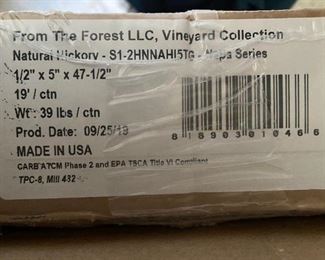 From The Forest LLC, Vineyard Collection
Natural Hickory - S1-2HNNAHI5TG - Napa Series
1/2" x 5" x 47-1/2"
19' / ctn
Wt: 39 lbs / ctn
Prod. Date: 09/25/19
MADE IN USA
8 18903 01046 6
CARB ATCM Phase 2 and EPA TSCA Title VI Compliant
TPC-8, Mill 432